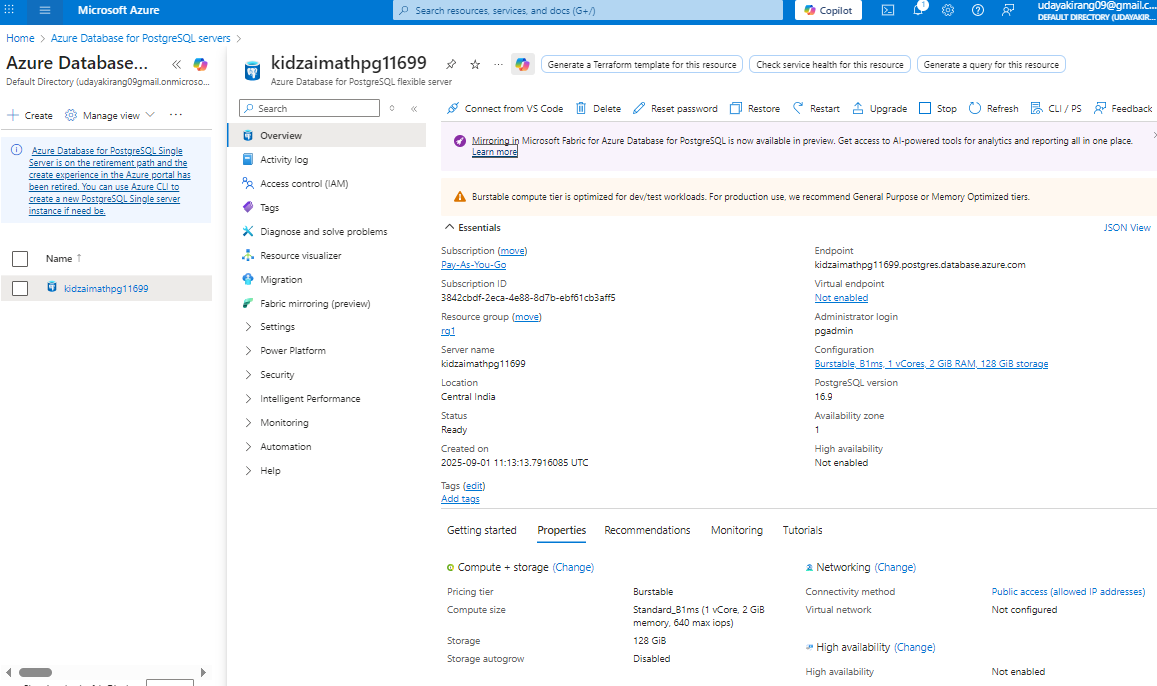 Microsoft Azure
Search resources, services, and docs (G+/)
Copilot
1
udayakirang09@gmail.c...
DEFAULT DIRECTORY (UDAYAKIR...
Home > Azure Database for PostgreSQL servers >
Azure Database...
Default Directory (udayakirang09gmail.onmicroso...
Create
Manage view
Azure Database for PostgreSQL Single
Server is on the retirement path and the
create experience in the Azure portal has
been retired. You can use Azure CLI to
create a new PostgreSQL Single server
instance if need be.
Name ↑
kidzaimathpg11699
kidzaimathpg11699
Azure Database for PostgreSQL flexible server
Generate a Terraform template for this resource
Check service health for this resource
Generate a query for this resource
Search
Overview
Activity log
Access control (IAM)
Tags
Diagnose and solve problems
Resource visualizer
Migration
Fabric mirroring (preview)
Settings
Power Platform
Security
Intelligent Performance
Monitoring
Automation
Help
Connect from VS Code
Delete
Reset password
Restore
Restart
Upgrade
Stop
Refresh
CLI / PS
Feedback
Mirroring in Microsoft Fabric for Azure Database for PostgreSQL is now available in preview. Get access to AI-powered tools for analytics and reporting all in one place.
Learn more
Burstable compute tier is optimized for dev/test workloads. For production use, we recommend General Purpose or Memory Optimized tiers.
Essentials
JSON View
Subscription (move)
Pay-As-You-Go
Subscription ID
3842cbdf-2eca-4e88-8d7b-ebf61cb3aff5
Resource group (move)
rg1
Server name
kidzaimathpg11699
Location
Central India
Status
Ready
Created on
2025-09-01 11:13:13.7916085 UTC
Tags (edit)
Add tags
Endpoint
kidzaimathpg11699.postgres.database.azure.com
Virtual endpoint
Not enabled
Administrator login
pgadmin
Configuration
Burstable, B1ms, 1 vCores, 2 GiB RAM, 128 GiB storage
PostgreSQL version
16.9
Availability zone
1
High availability
Not enabled
Getting started
Properties
Recommendations
Monitoring
Tutorials
Compute + storage (Change)
Pricing tier
Burstable
Compute size
Standard_B1ms (1 vCore, 2 GiB
memory, 640 max iops)
Storage
128 GiB
Storage autogrow
Disabled
Networking (Change)
Connectivity method
Public access (allowed IP addresses)
Virtual network
Not configured
High availability (Change)
High availability
Not enabled